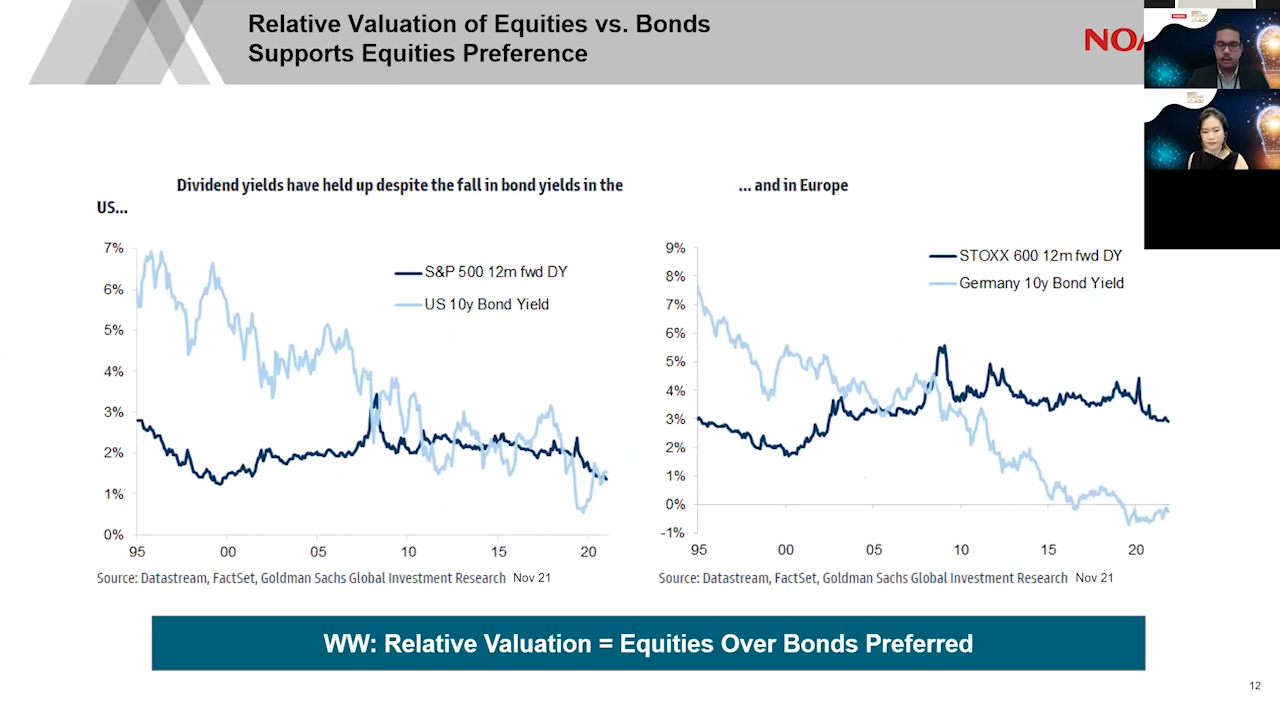 Relative Valuation of Equities vs. Bonds
Supports Equities Preference
Dividend yields have held up despite the fall in bond yields in the
US...
... and in Europe
7%
6%
5%
4%
3%
2%
1%
0%
S&P 500 12m fwd DY
US 10y Bond Yield
95 00 05 10 15 20
Source: Datastream, FactSet, Goldman Sachs Global Investment Research Nov 21
9%
8%
7%
6%
5%
4%
3%
2%
1%
0%
-1%
STOXX 600 12m fwd DY
Germany 10y Bond Yield
95 00 05 10 15 20
Source: Datastream, FactSet, Goldman Sachs Global Investment Research Nov 21
WW: Relative Valuation = Equities Over Bonds Preferred
12